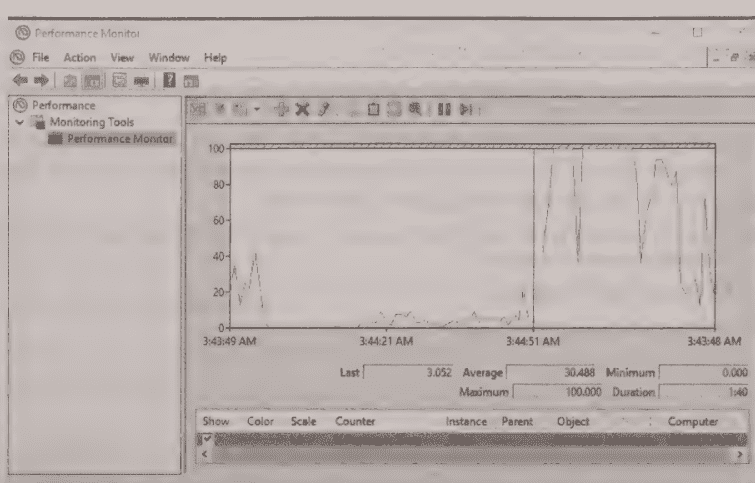 Performance Monitor
File Action View Window Help
Performance
Monitoring Tools
Performance Monitor
100
80
60
40
20
0
3:43:49 AM 3:44:21 AM 3:44:51 AM 3:43:48 AM
Last 3.052 Average 30.488 Minimum 0.000
Maximum 100.000 Duration 1:40
Show Color Scale Counter Instance Parent Object Computer